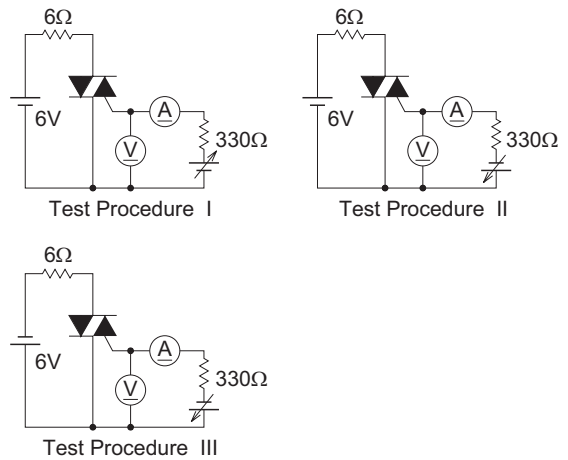 6Ω
6V
A
V
330Ω
Test Procedure I
6Ω
6V
A
V
330Ω
Test Procedure II
6Ω
6V
A
V
330Ω
Test Procedure III